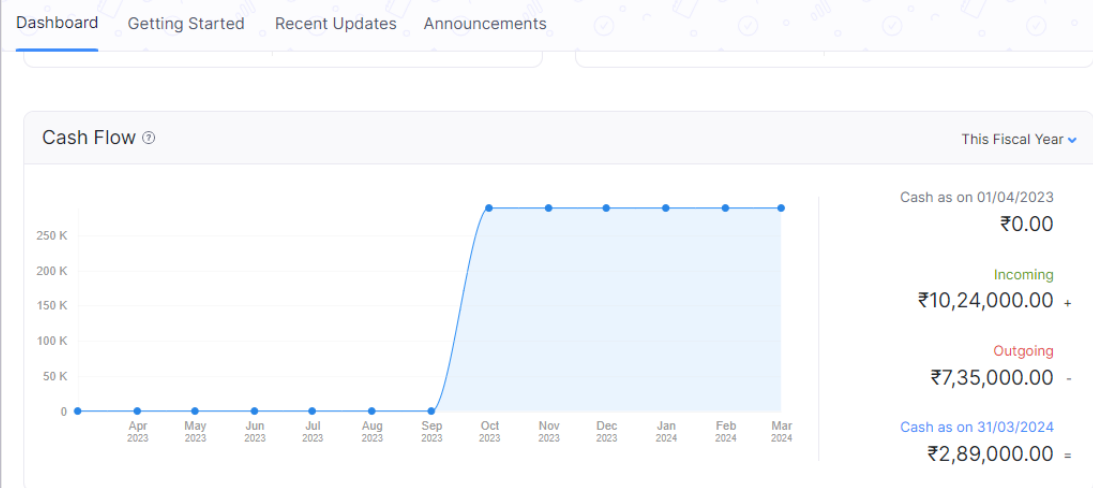 Dashboard Getting Started Recent Updates Announcements
Cash Flow ? This Fiscal Year
Cash as on 01/04/2023
₹0.00
Incoming
₹10,24,000.00 +
Outgoing
₹7,35,000.00 -
Cash as on 31/03/2024
₹2,89,000.00 =
250 K
200 K
150 K
100 K
50 K
0
Apr May Jun Jul Aug Sep Oct Nov Dec Jan Feb Mar
2023 2023 2023 2023 2023 2023 2023 2023 2023 2024 2024 2024